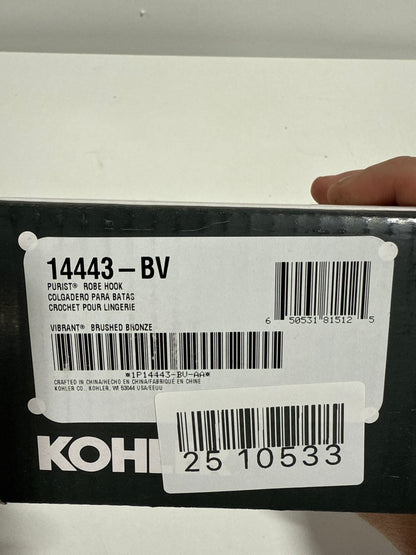 14443-BV
PURIST® ROBE HOOK
COLGADERO PARA BATAS
CROCHET POUR LINGERIE
6 50531 81512 5
VIBRANT® BRUSHED BRONZE
*1P14443-BV-AA*
CRAFTED IN CHINA/HECHO EN CHINA/FABRIQUÉ EN CHINE
KOHLER CO., KOHLER, WI 53044 USA/EEUU
KOHL
25 10533